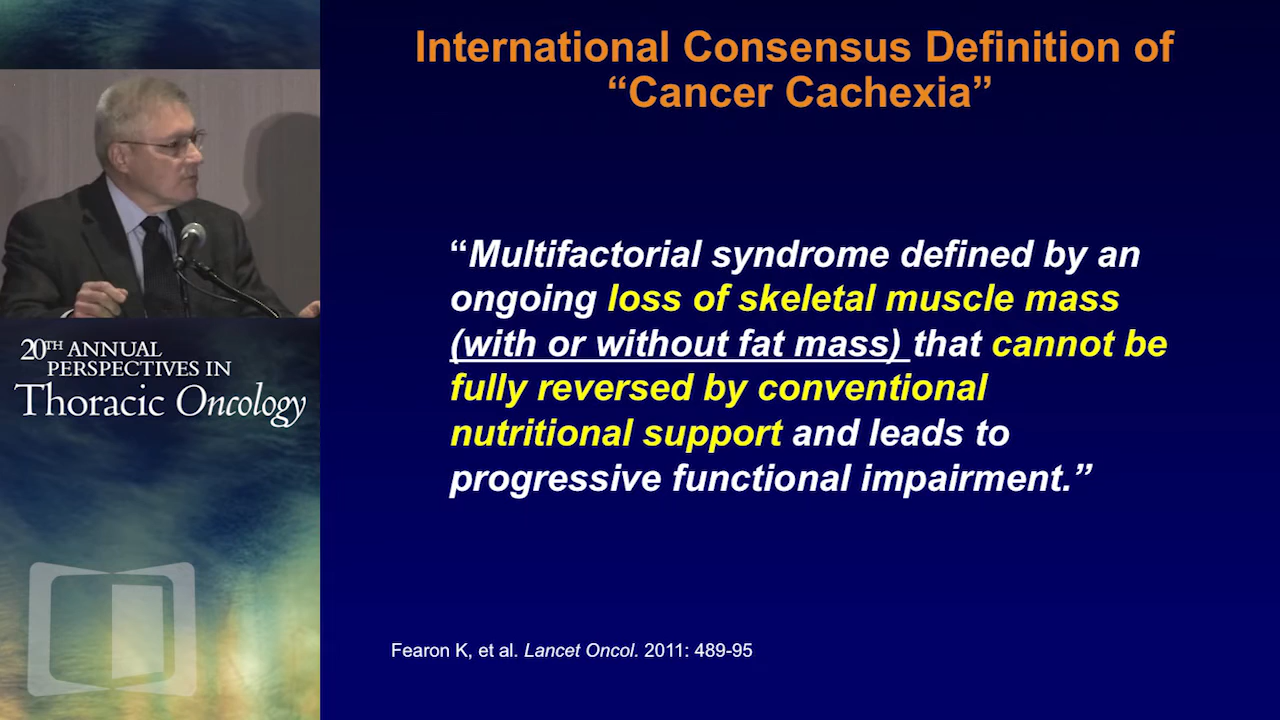 International Consensus Definition of
“Cancer Cachexia”
“Multifactorial syndrome defined by an
ongoing loss of skeletal muscle mass
(with or without fat mass) that cannot be
fully reversed by conventional
nutritional support and leads to
progressive functional impairment.”
Fearon K, et al. Lancet Oncol. 2011: 489-95
20TH ANNUAL
PERSPECTIVES IN
Thoracic Oncology